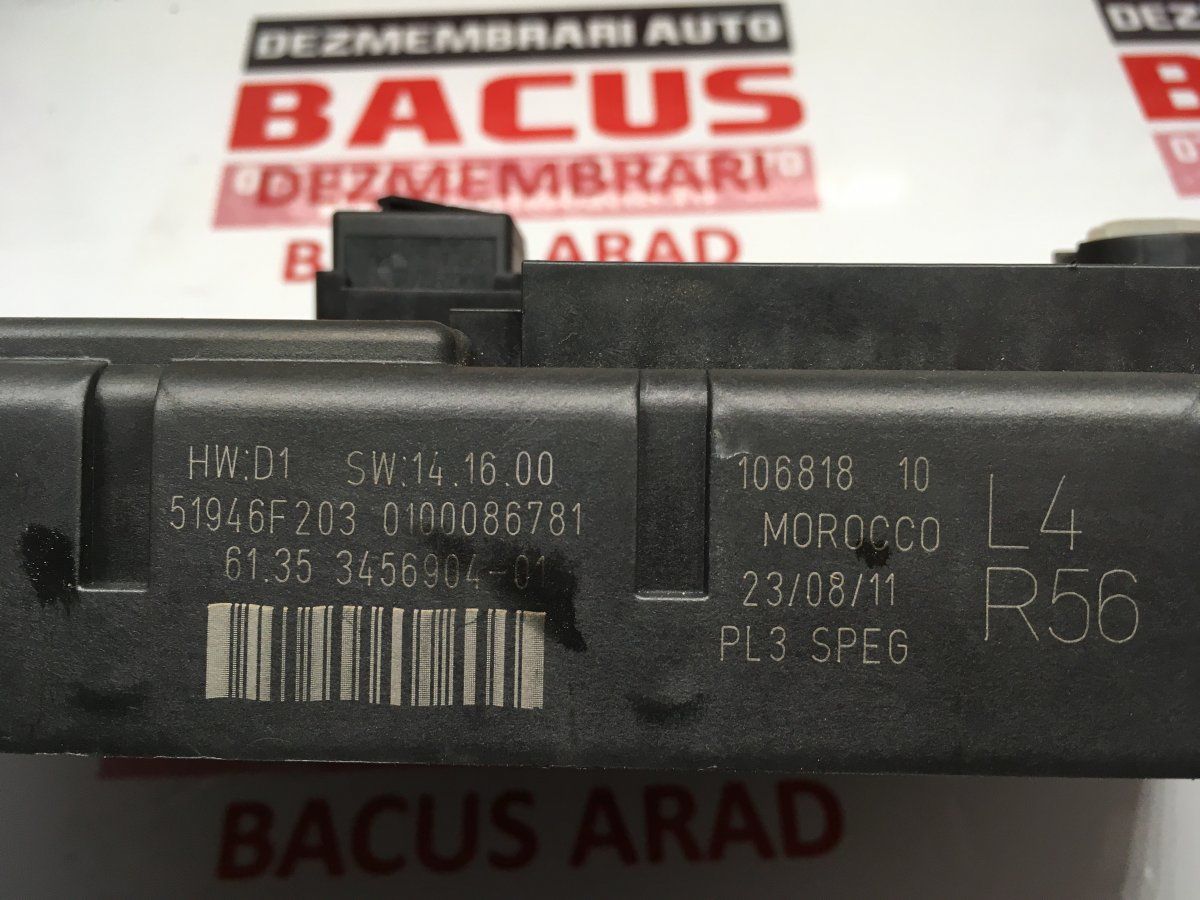 DEZMEMBRARI AUTO
BACUS
DEZMEMBRARI
ARAD
HW:D1 SW:14.16.00
51946F203 0100086781
61.35 3456904-01
106818 10
MOROCCO
23/08/11
PL3 SPEG
L4
R56
BACUS ARAD